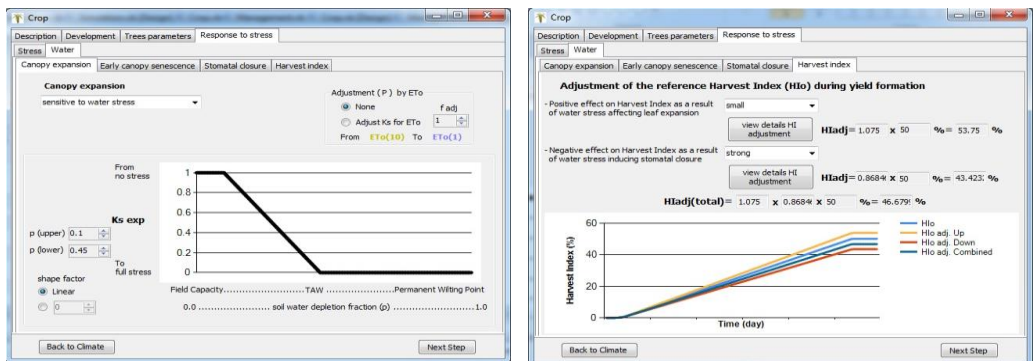 Crop
Description Development Trees parameters Response to stress
Stress Water
Canopy expansion Early canopy senescence Stomatal closure Harvest index
Canopy expansion
sensitive to water stress
Adjustment ( P ) by ETo
None f adj
Adjust Ks for ETo 1
From ETo(10) To ETo(1)
From
no stress
Ks exp
p (upper) 0.1
p (lower) 0.45
To
full stress
shape factor
Linear
0
1
0.8
0.6
0.4
0.2
0
Field Capacity.....................TAW.....................Permanent Wilting Point
0.0 ..................... soil water depletion fraction (p) .....................1.0
Back to Climate Next Step
Crop
Description Development Trees parameters Response to stress
Stress Water
Canopy expansion Early canopy senescence Stomatal closure Harvest index
Adjustment of the reference Harvest Index (HIo) during yield formation
- Positive effect on Harvest Index as a result
of water stress affecting leaf expansion
small
view details HI
adjustment
HIadj= 1.075 x 50 %= 53.75 %
- Negative effect on Harvest Index as a result
of water stress inducing stomatal closure
strong
view details HI
adjustment
HIadj= 0.8684 x 50 %= 43.423 %
HIadj(total)= 1.075 x 0.8684 x 50 %= 46.679 %
60
40
20
0
Harvest Index (%)
Time (day)
HIo
HIo adj. Up
HIo adj. Down
HIo adj. Combined
Back to Climate Next Step